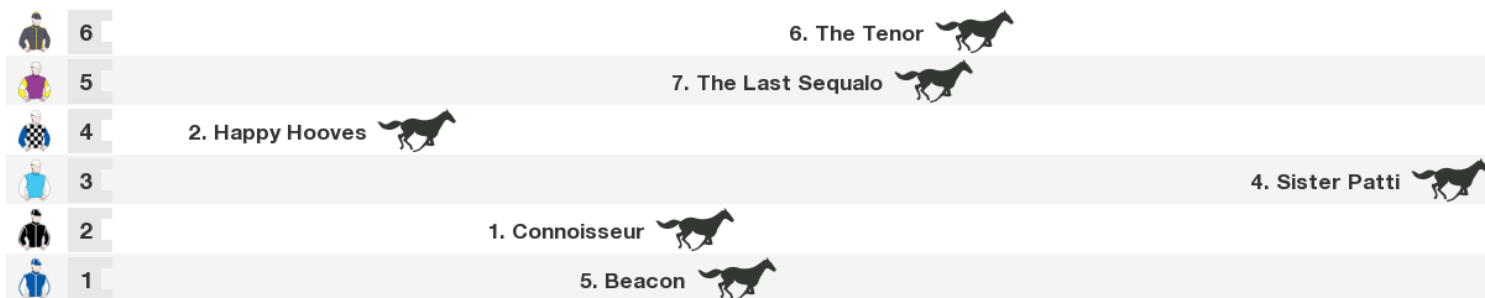 6 6. The Tenor
5 7. The Last Sequalo
4 2. Happy Hooves
3 4. Sister Patti
2 1. Connoisseur
1 5. Beacon